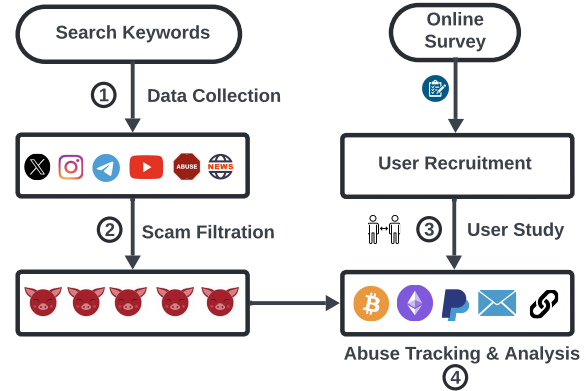 Search Keywords
Online
Survey
1
Data Collection
X
ABUSE
NEWS
User Recruitment
2
Scam Filtration
3
User Study
Abuse Tracking & Analysis
4